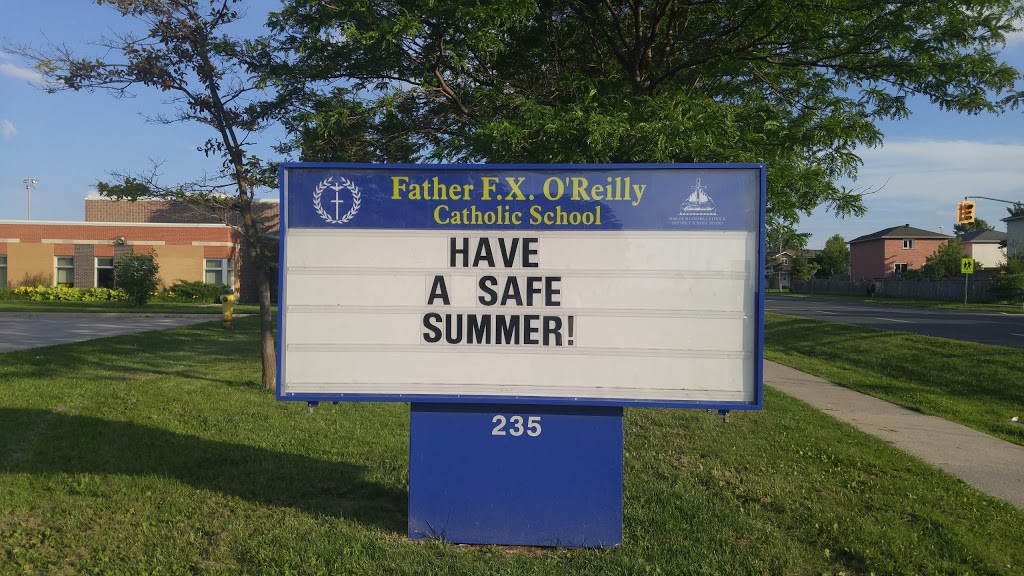 Father F.X. O'Reilly
Catholic School
HAVE
A SAFE
SUMMER!
235